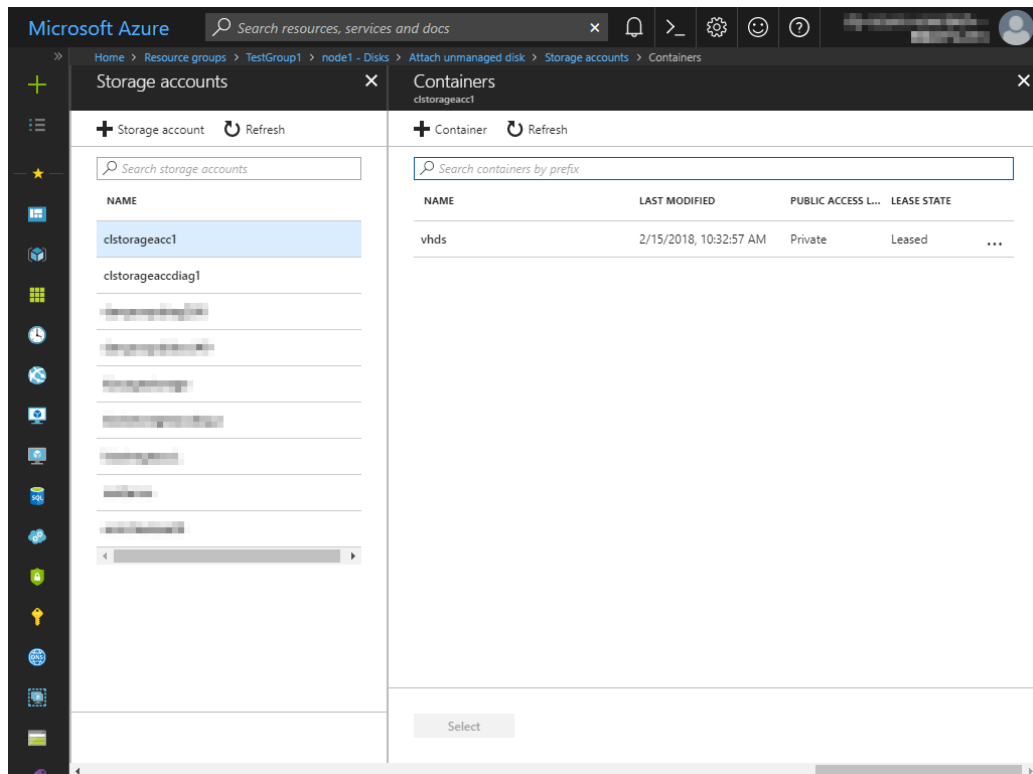 Microsoft Azure
Search resources, services and docs
Home > Resource groups > TestGroup1 > node1 - Disks > Attach unmanaged disk > Storage accounts > Containers
Storage accounts
Storage account Refresh
Search storage accounts
NAME
clstorageacc1
clstorageaccdiag1
Containers
clstorageacc1
Container Refresh
Search containers by prefix
NAME LAST MODIFIED PUBLIC ACCESS L... LEASE STATE
vhds 2/15/2018, 10:32:57 AM Private Leased ...
Select
SQL
DNS